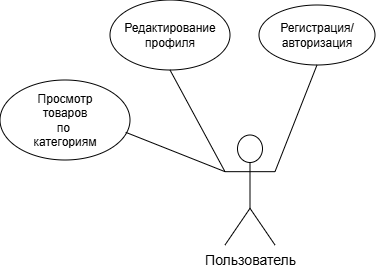 Редактирование
профиля
Регистрация/
авторизация
Просмотр
товаров
по
категориям
Пользователь